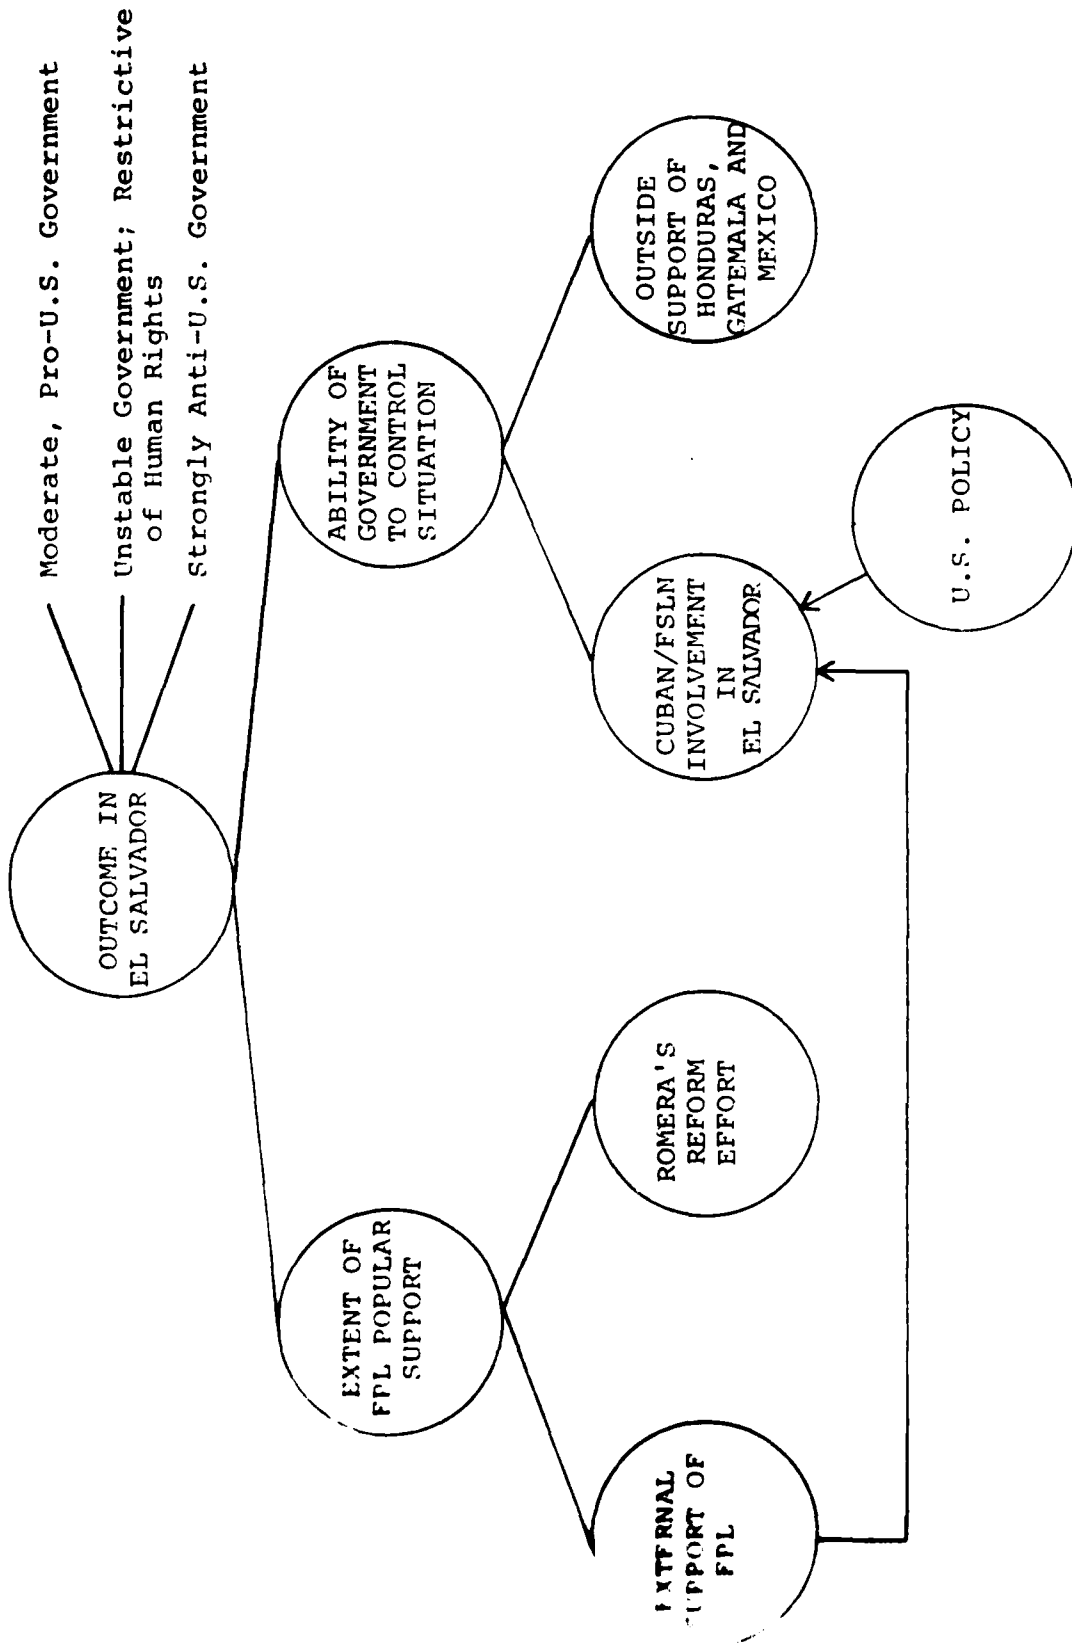 OUTCOME IN
EL SALVADOR
Moderate, Pro-U.S. Government
Unstable Government; Restrictive
of Human Rights
Strongly Anti-U.S. Government
EXTENT OF
FPL POPULAR
SUPPORT
ABILITY OF
GOVERNMENT
TO CONTROL
SITUATION
EXTERNAL
SUPPORT OF
FPL
ROMERA'S
REFORM
EFFORT
CUBAN/FSLN
INVOLVEMENT
IN
EL SALVADOR
OUTSIDE
SUPPORT OF
HONDURAS,
GATEMALA AND
MEXICO
U.S. POLICY